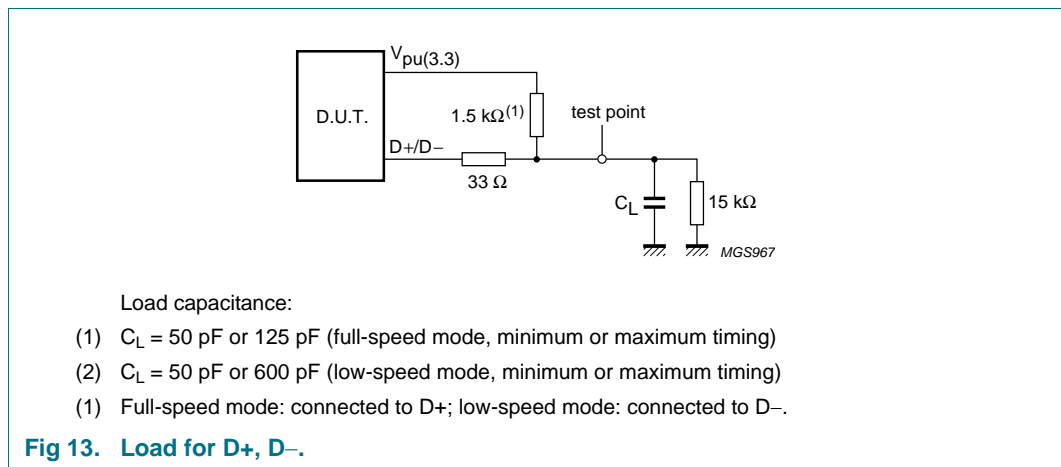 Vpu(3.3)
D.U.T.
1.5 kΩ(1)
test point
D+/D−
33 Ω
CL
15 kΩ
MGS967
Load capacitance:
(1) CL = 50 pF or 125 pF (full-speed mode, minimum or maximum timing)
(2) CL = 50 pF or 600 pF (low-speed mode, minimum or maximum timing)
(1) Full-speed mode: connected to D+; low-speed mode: connected to D−.
Fig 13. Load for D+, D−.